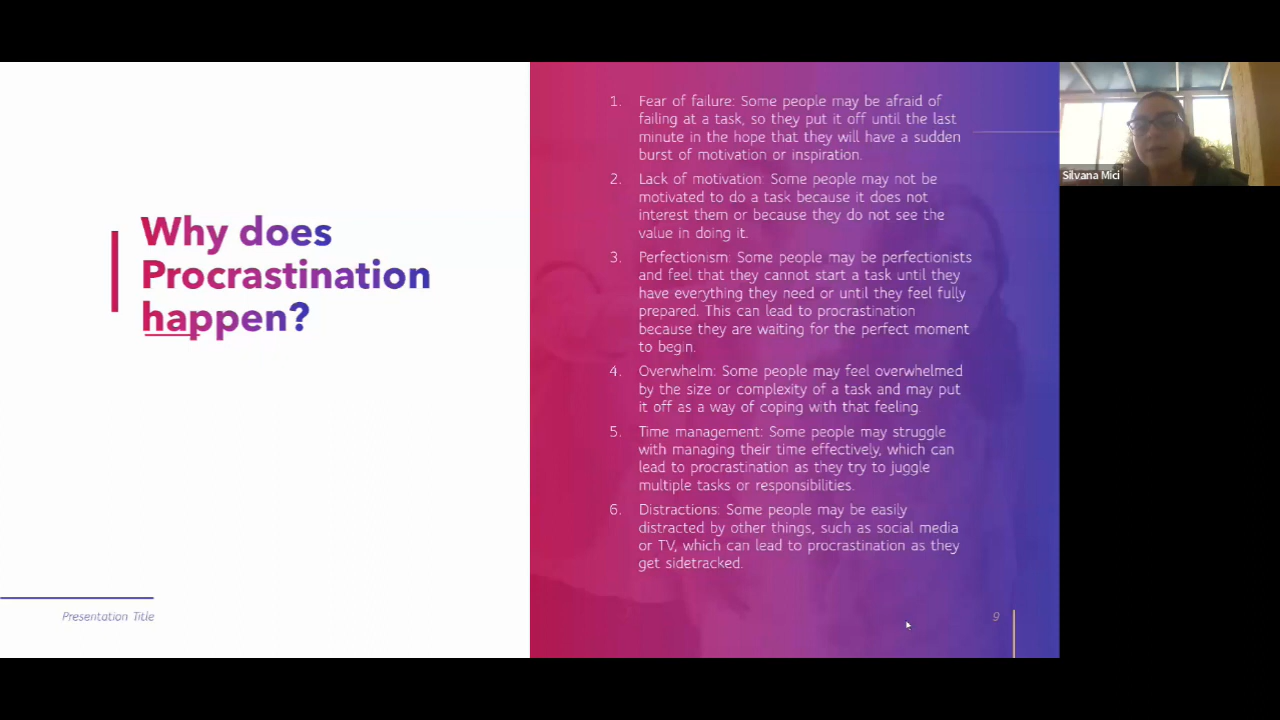 Why does
Procrastination
happen?
Presentation Title
1. Fear of failure: Some people may be afraid of
failing at a task, so they put it off until the last
minute in the hope that they will have a sudden
burst of motivation or inspiration.
2. Lack of motivation: Some people may not be
motivated to do a task because it does not
interest them or because they do not see the
value in doing it.
3. Perfectionism: Some people may be perfectionists
and feel that they cannot start a task until they
have everything they need or until they feel fully
prepared. This can lead to procrastination
because they are waiting for the perfect moment
to begin.
4. Overwhelm: Some people may feel overwhelmed
by the size or complexity of a task and may put
it off as a way of coping with that feeling.
5. Time management: Some people may struggle
with managing their time effectively, which can
lead to procrastination as they try to juggle
multiple tasks or responsibilities.
6. Distractions: Some people may be easily
distracted by other things, such as social media
or TV, which can lead to procrastination as they
get sidetracked.
9
Silvana Mici